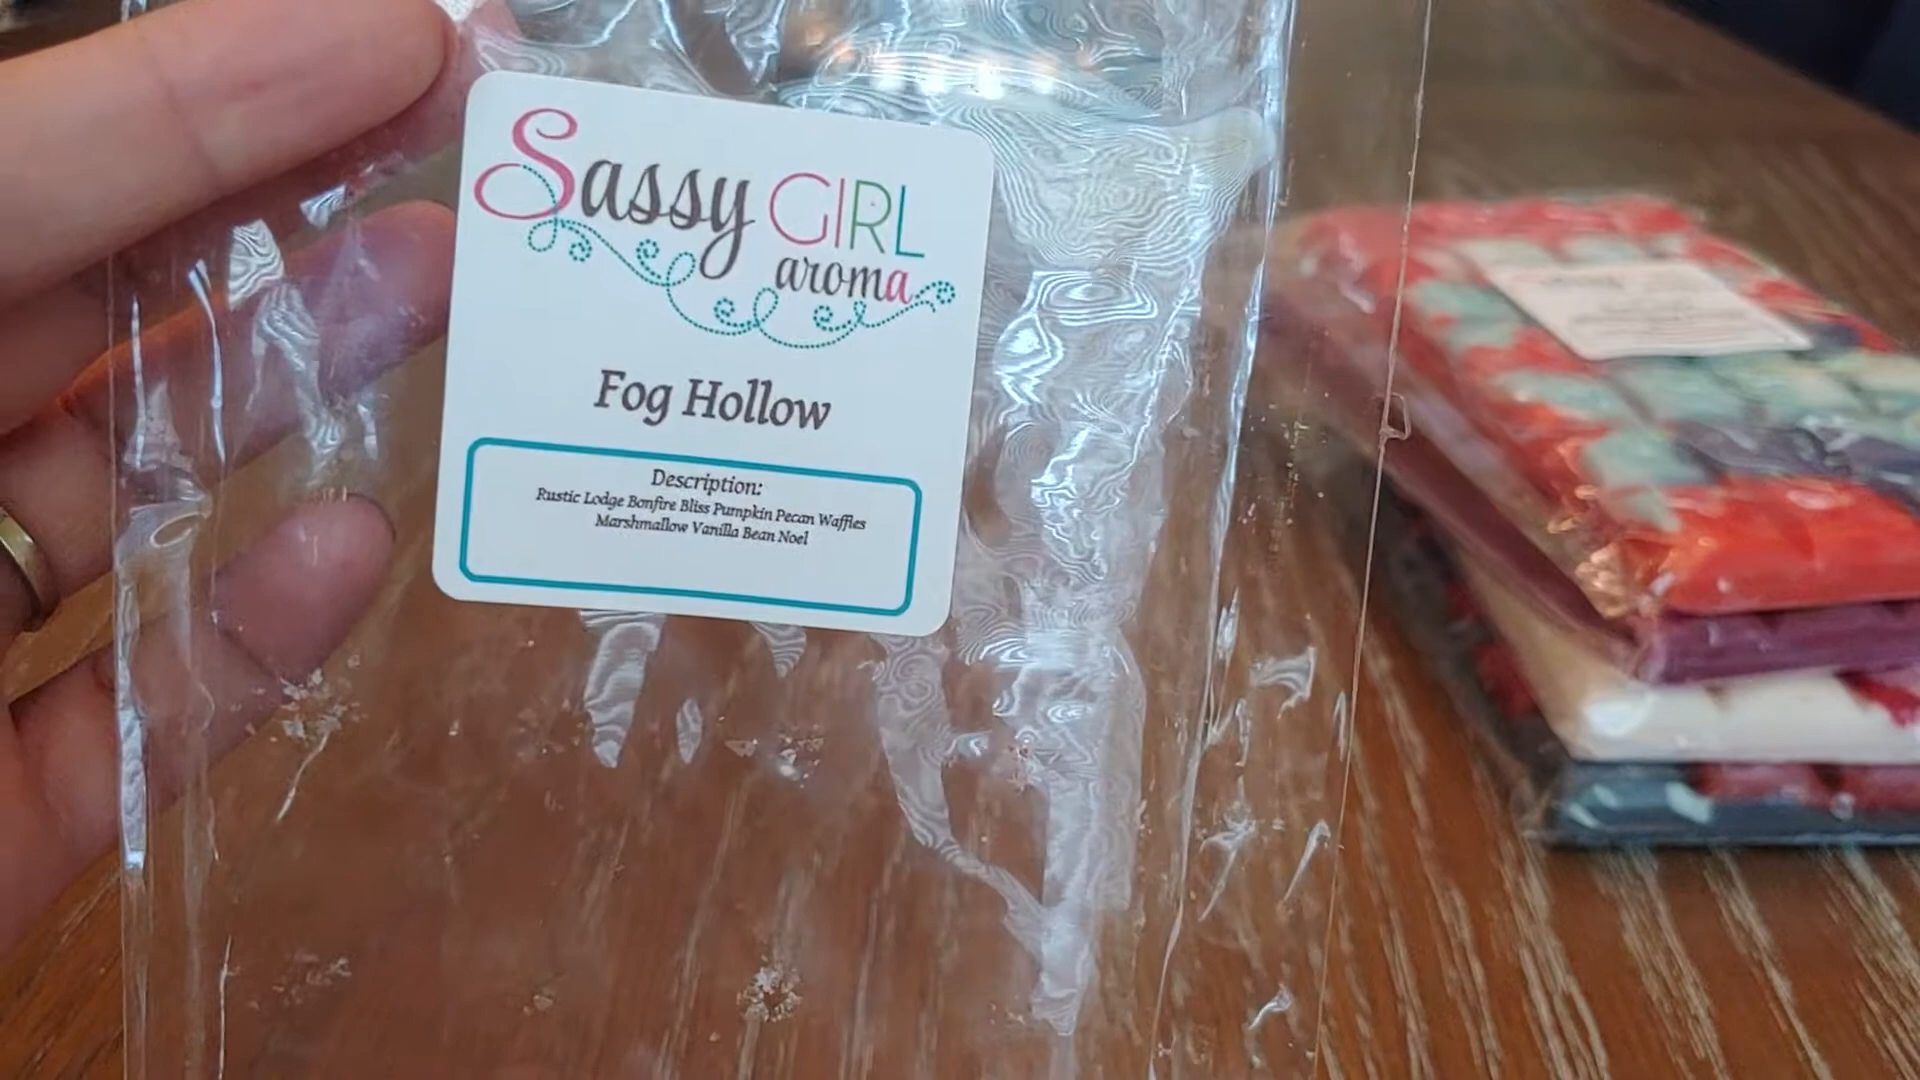 Sassy GIRL
aroma
Fog Hollow
Description:
Rustic Lodge Bonfire Bliss Pumpkin Pecan Waffles
Marshmallow Vanilla Bean Noel